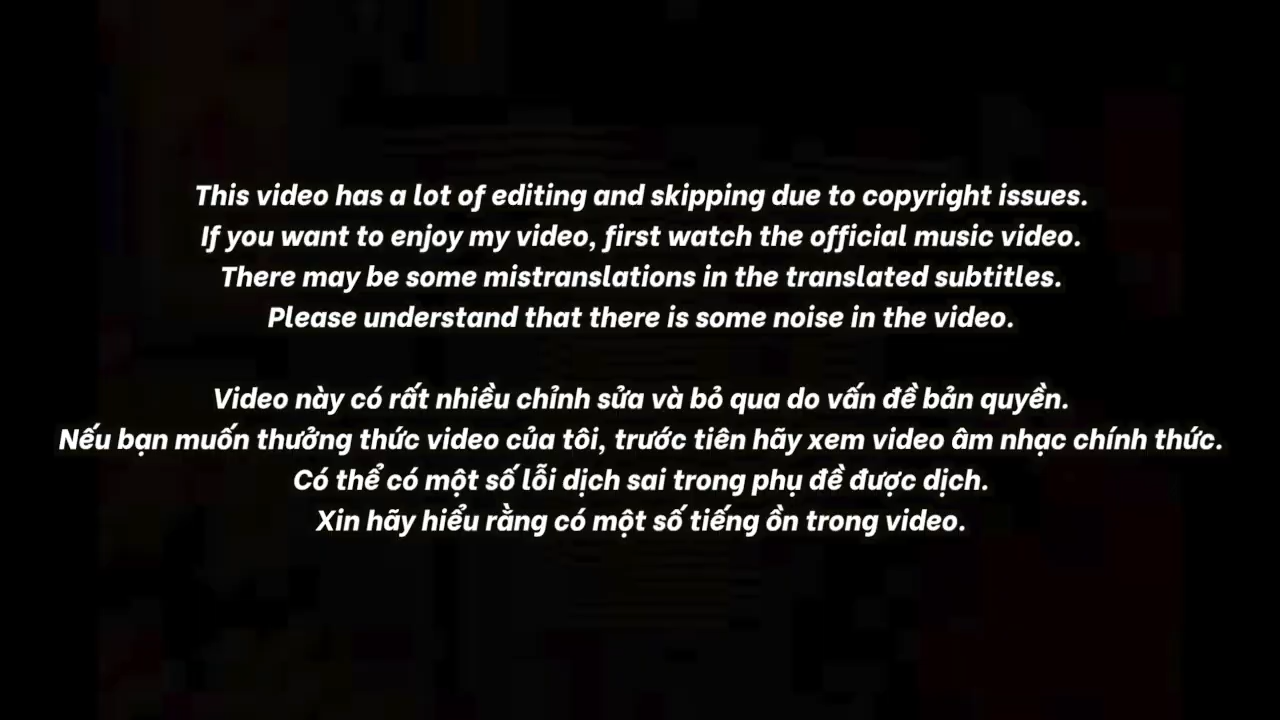 This video has a lot of editing and skipping due to copyright issues.
If you want to enjoy my video, first watch the official music video.
There may be some mistranslations in the translated subtitles.
Please understand that there is some noise in the video.
Video này có rất nhiều chỉnh sửa và bỏ qua do vấn đề bản quyền.
Nếu bạn muốn thưởng thức video của tôi, trước tiên hãy xem video âm nhạc chính thức.
Có thể có một số lỗi dịch sai trong phụ đề được dịch.
Xin hãy hiểu rằng có một số tiếng ồn trong video.